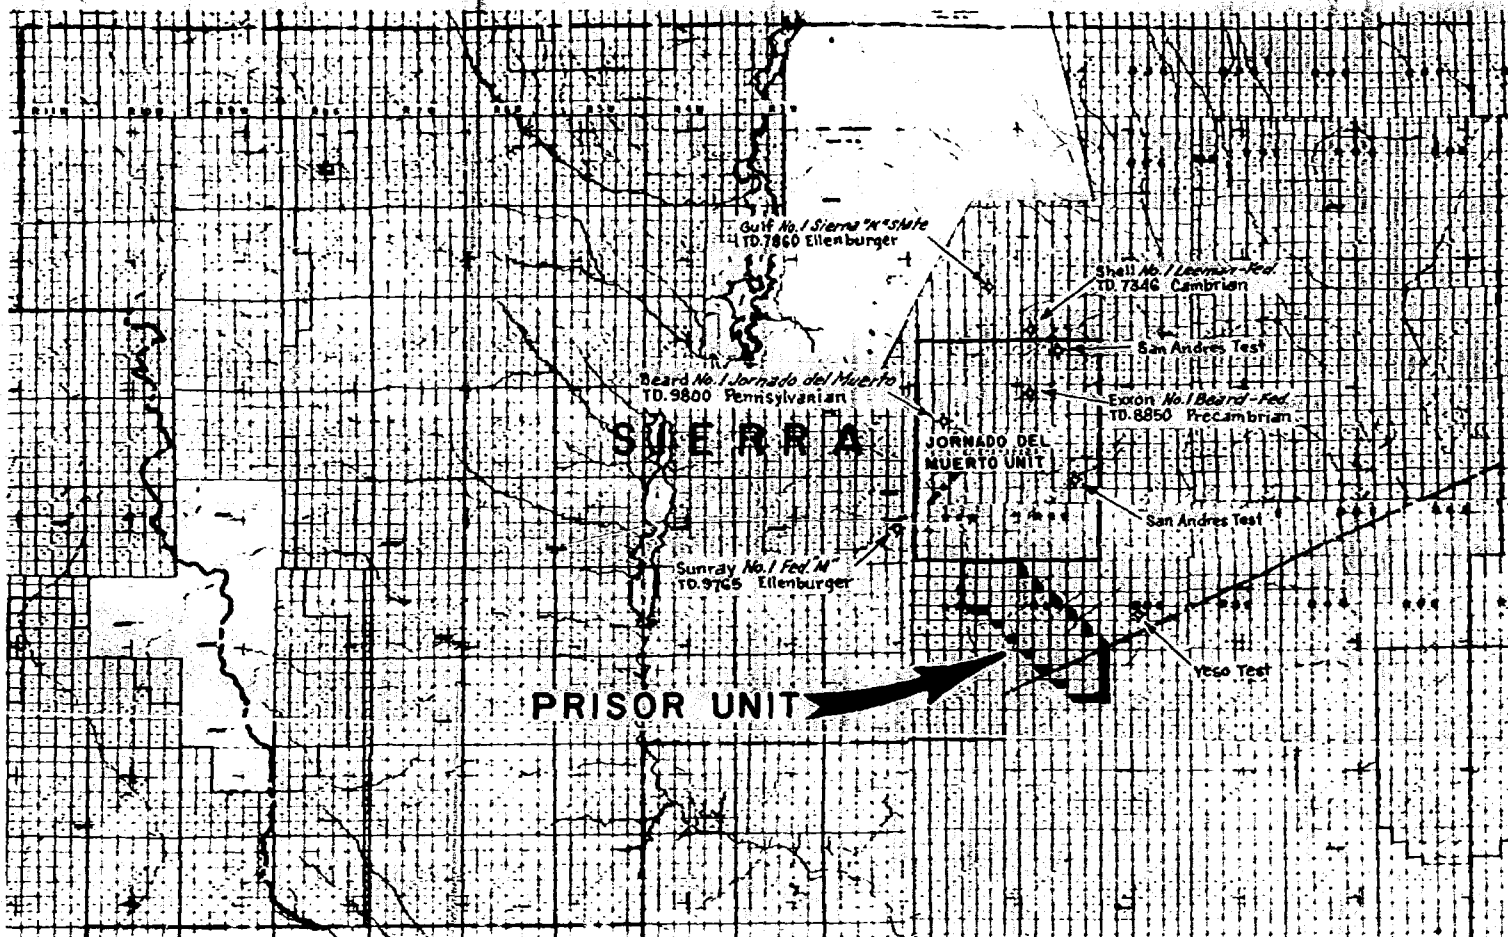 Gulf No. 1 Sierra "K" State
TD. 7860 Ellenburger
Shell No. 1 Leeman-Fed.
TD. 7346 Cambrian
San Andres Test
Beard No. 1 Jornado del Muerto
TD. 9800 Pennsylvanian
Exxon No. 1 Beard-Fed.
TD. 8850 Precambrian
SIERRA
JORNADO DEL
MUERTO UNIT
San Andres Test
Sunray No. 1 Fed. "M"
TD. 9765 Ellenburger
Yeso Test
PRISOR UNIT